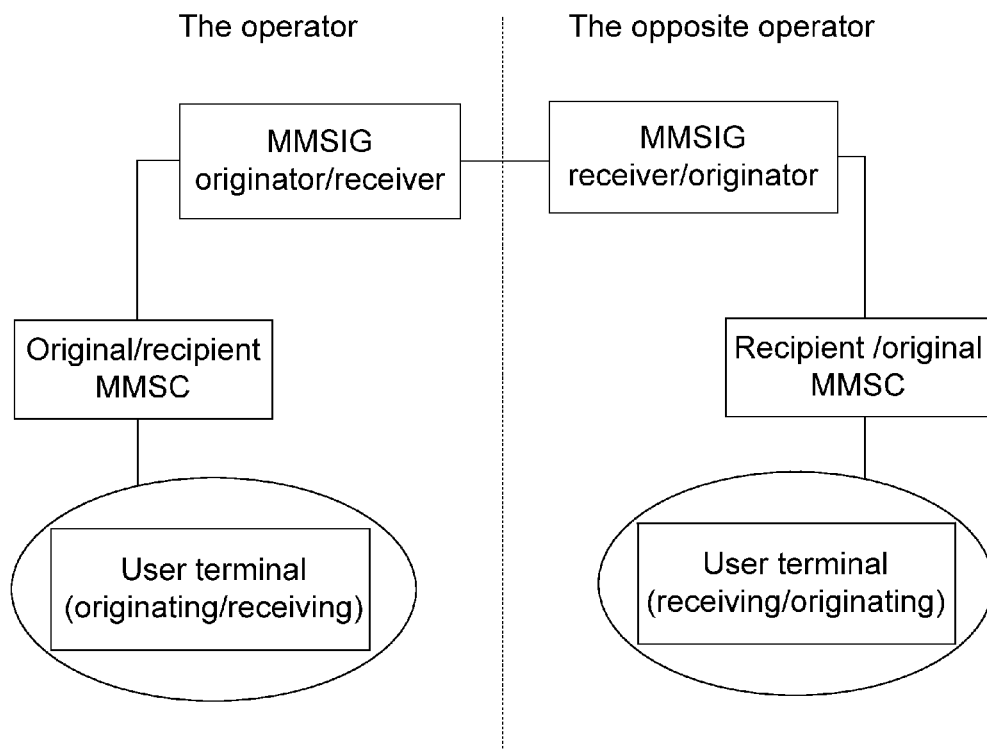 The operator
The opposite operator
MMSIG
originator/receiver
MMSIG
receiver/originator
Original/recipient
MMSC
Recipient /original
MMSC
User terminal
(originating/receiving)
User terminal
(receiving/originating)